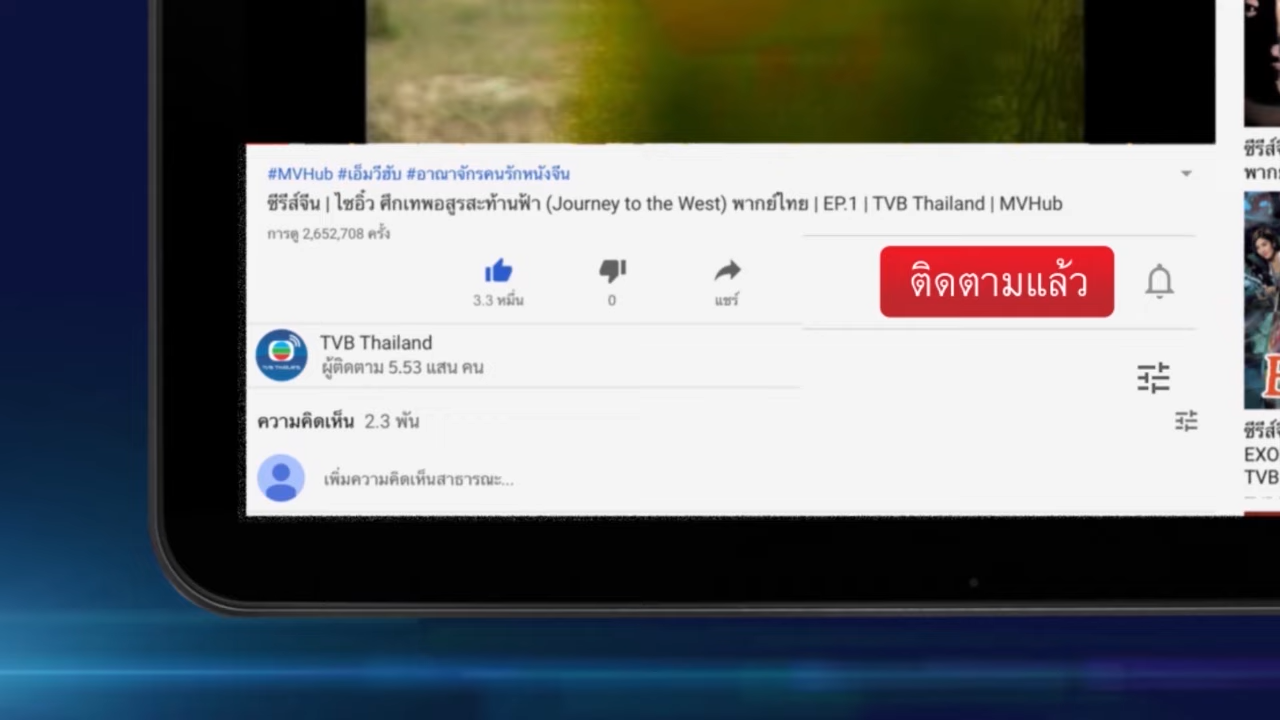 #MVHub #เอ็มวีฮับ #อาณาจักรคนรักหนังจีน
ซีรีส์จีน | ไซอิ๋ว ศึกเทพอสูรสะท้านฟ้า (Journey to the West) พากย์ไทย | EP.1 | TVB Thailand | MVHub
การดู 2,652,708 ครั้ง
3.3 หมื่น
0
แชร์
ติดตามแล้ว
TVB Thailand
ผู้ติดตาม 5.53 แสน คน
ความคิดเห็น 2.3 พัน
เพิ่มความคิดเห็นสาธารณะ...
ซีรีส์จี
พากย์
ซีรีส์จี
EXO
TVB